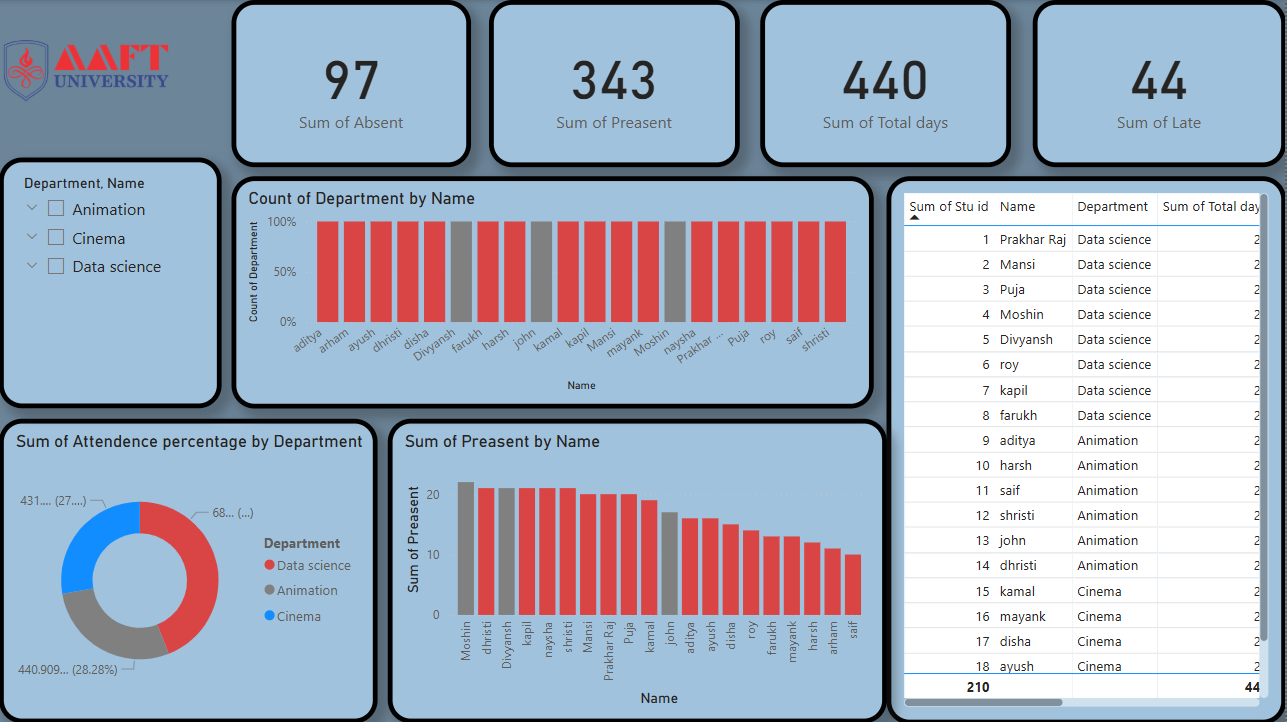 AAFT
UNIVERSITY
97
Sum of Absent
343
Sum of Preasent
440
Sum of Total days
44
Sum of Late
Department, Name
Animation
Cinema
Data science
Count of Department by Name
Count of Department
100%
50%
0%
aditya
arham
ayush
dhristi
disha
Divyansh
farukh
harsh
john
kamal
kapil
Mansi
mayank
Moshin
naysha
Prakhar ...
Puja
roy
saif
shristi
Name
Sum of Stu id Name Department Sum of Total day
1 Prakhar Raj Data science 2
2 Mansi Data science 2
3 Puja Data science 2
4 Moshin Data science 2
5 Divyansh Data science 2
6 roy Data science 2
7 kapil Data science 2
8 farukh Data science 2
9 aditya Animation 2
10 harsh Animation 2
11 saif Animation 2
12 shristi Animation 2
13 john Animation 2
14 dhristi Animation 2
15 kamal Cinema 2
16 mayank Cinema 2
17 disha Cinema 2
18 ayush Cinema 2
210 44
Sum of Attendence percentage by Department
431.... (27....)
68... (...)
440.909... (28.28%)
Department
Data science
Animation
Cinema
Sum of Preasent by Name
Sum of Preasent
20
10
0
Moshin
dhristi
Divyansh
kapil
naysha
shristi
Mansi
Prakhar Raj
Puja
kamal
john
aditya
ayush
disha
roy
farukh
mayank
harsh
arham
saif
Name